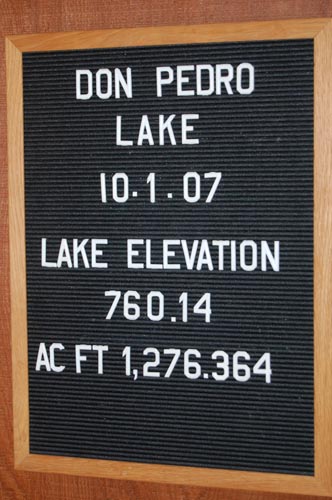 DON PEDRO
LAKE
10.1.07
LAKE ELEVATION
760.14
AC FT 1,276.364